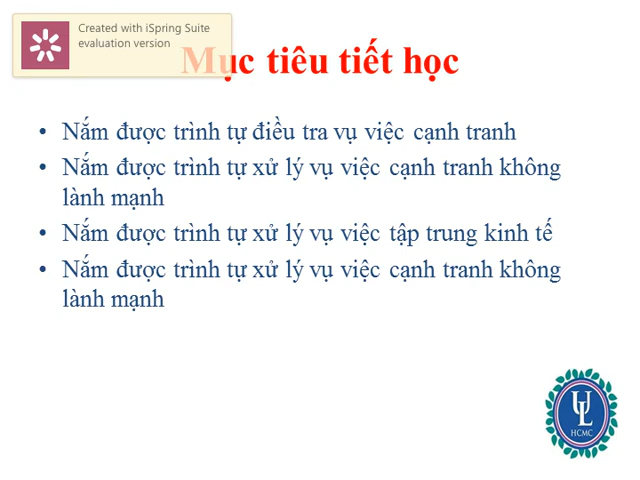 Created with iSpring Suite
evaluation version
Mục tiêu tiết học
• Nắm được trình tự điều tra vụ việc cạnh tranh
• Nắm được trình tự xử lý vụ việc cạnh tranh không
lành mạnh
• Nắm được trình tự xử lý vụ việc tập trung kinh tế
• Nắm được trình tự xử lý vụ việc cạnh tranh không
lành mạnh
UL
HCMC